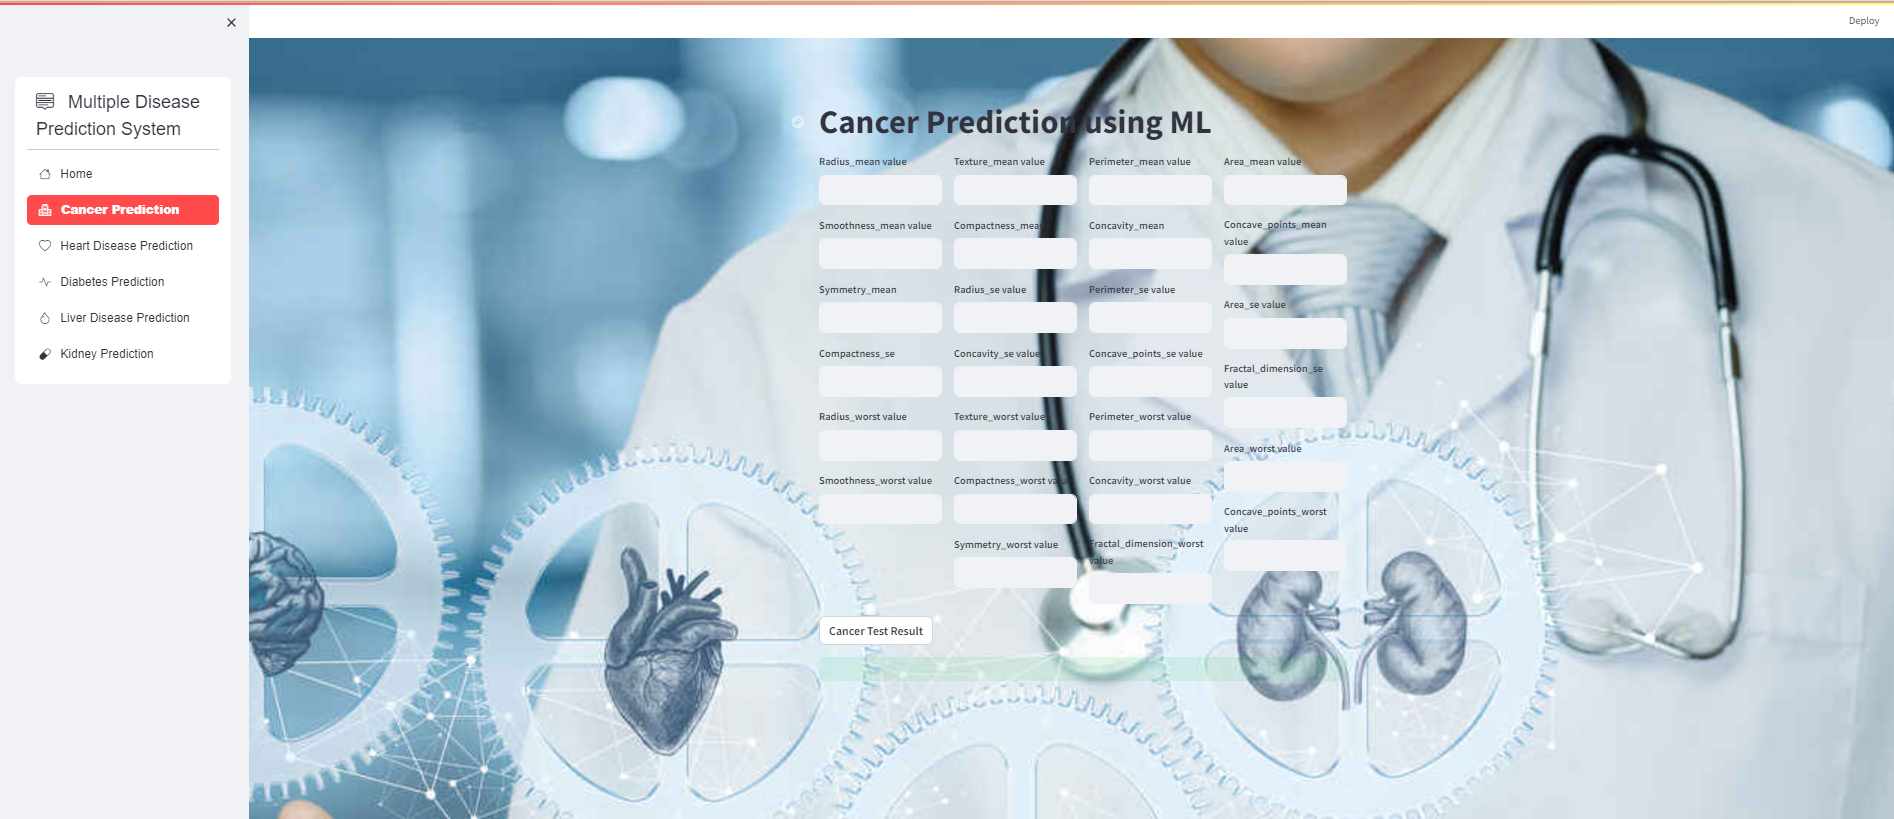 Deploy
Multiple Disease
Prediction System
Home
Cancer Prediction
Heart Disease Prediction
Diabetes Prediction
Liver Disease Prediction
Kidney Prediction
Cancer Prediction using ML
Radius_mean value
Texture_mean value
Perimeter_mean value
Area_mean value
Smoothness_mean value
Compactness_mean
Concavity_mean
Concave_points_mean
value
Symmetry_mean
Radius_se value
Perimeter_se value
Area_se value
Compactness_se
Concavity_se value
Concave_points_se value
Fractal_dimension_se
value
Radius_worst value
Texture_worst value
Perimeter_worst value
Area_worst value
Smoothness_worst value
Compactness_worst value
Concavity_worst value
Concave_points_worst
value
Symmetry_worst value
Fractal_dimension_worst
value
Cancer Test Result